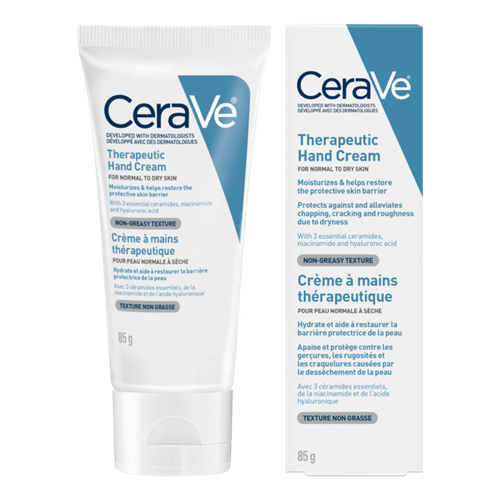 CeraVe®
DEVELOPED WITH DERMATOLOGISTS
DÉVELOPPÉ AVEC DES DERMATOLOGUES
Therapeutic
Hand Cream
FOR NORMAL TO DRY SKIN
Moisturizes & helps restore the
protective skin barrier
With 3 essential ceramides, niacinamide
and hyaluronic acid
NON-GREASY TEXTURE
Crème à mains
thérapeutique
POUR PEAU NORMALE À SÈCHE
Hydrate et aide à restaurer la barrière
protectrice de la peau
Avec 3 céramides essentiels, de la
niacinamide et de l'acide hyaluronique
TEXTURE NON GRASSE
85 g
CeraVe®
DEVELOPED WITH DERMATOLOGISTS
DÉVELOPPÉ AVEC DES DERMATOLOGUES
Therapeutic
Hand Cream
FOR NORMAL TO DRY SKIN
Moisturizes & helps restore
the protective skin barrier
Protects against and alleviates
chapping, cracking and roughness
due to dryness
With 3 essential ceramides,
niacinamide and hyaluronic acid
NON-GREASY TEXTURE
Crème à mains
thérapeutique
POUR PEAU NORMALE À SÈCHE
Hydrate et aide à restaurer la
barrière protectrice de la peau
Apaise et protège contre les
gerçures, les rugosités et
les craquelures causées par
le dessèchement de la peau
Avec 3 céramides essentiels,
de la niacinamide et de l'acide
hyaluronique
TEXTURE NON GRASSE
85 g